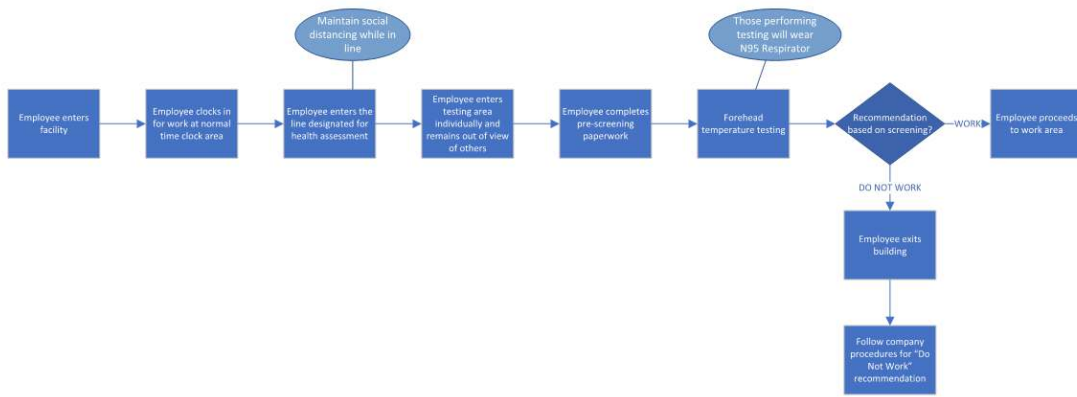 Maintain social
distancing while in
line
Those performing
testing will wear
N95 Respirator
Employee enters
facility
Employee clocks in
for work at normal
time clock area
Employee enters the
line designated for
health assessment
Employee enters
testing area
individually and
remains out of view
of others
Employee completes
pre-screening
paperwork
Forehead
temperature testing
Recommendation
based on screening?
WORK
Employee proceeds
to work area
DO NOT WORK
Employee exits
building
Follow company
procedures for "Do
Not Work"
recommendation